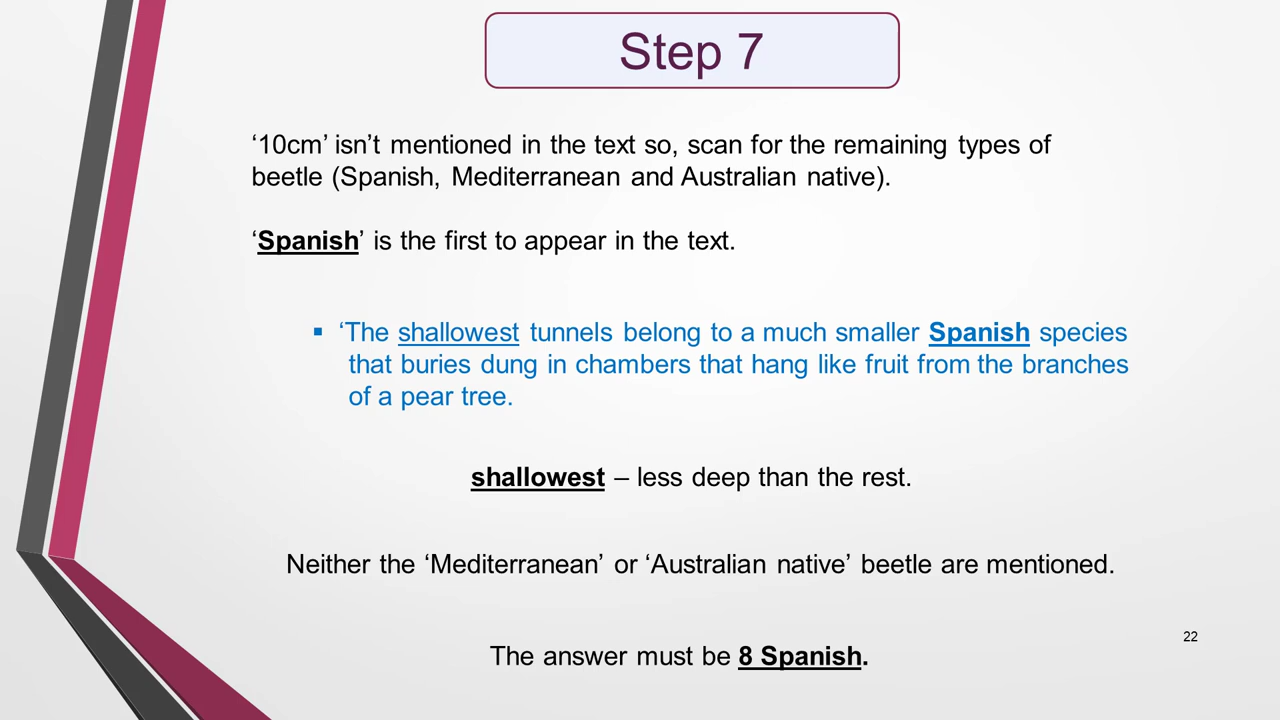 Step 7
‘10cm’ isn’t mentioned in the text so, scan for the remaining types of
beetle (Spanish, Mediterranean and Australian native).
‘Spanish’ is the first to appear in the text.
▪ ‘The shallowest tunnels belong to a much smaller Spanish species
that buries dung in chambers that hang like fruit from the branches
of a pear tree.
shallowest – less deep than the rest.
Neither the ‘Mediterranean’ or ‘Australian native’ beetle are mentioned.
22
The answer must be 8 Spanish.